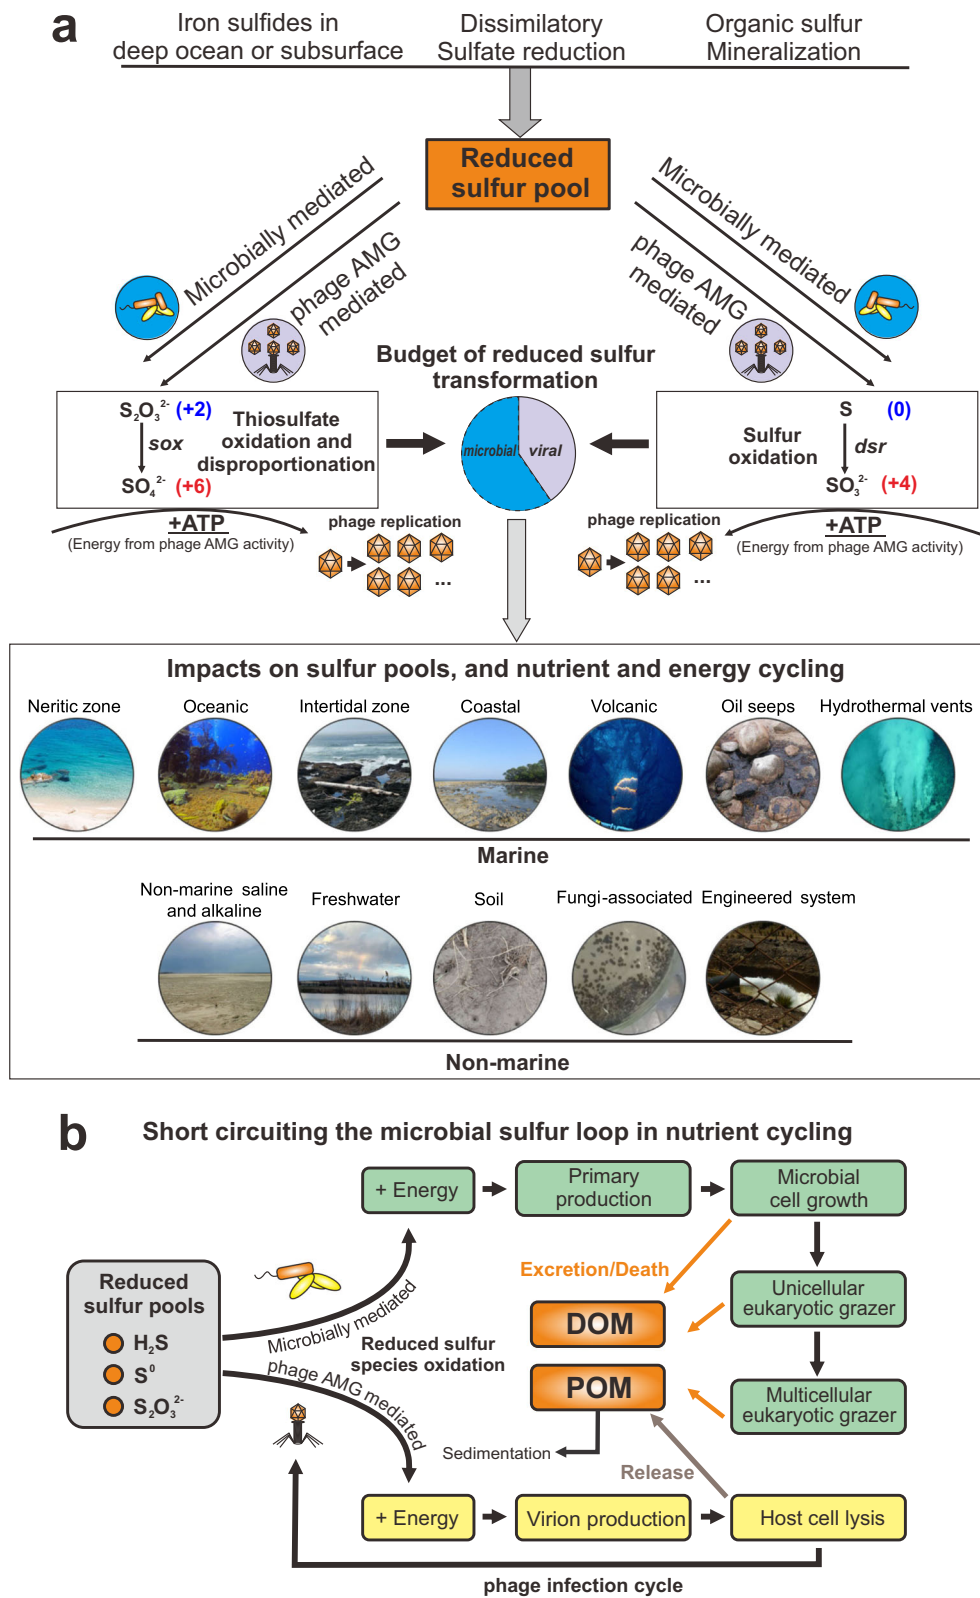 a
Iron sulfides in
deep ocean or subsurface
Dissimilatory
Sulfate reduction
Organic sulfur
Mineralization
Reduced
sulfur pool
Microbially mediated
phage AMG
mediated
Microbially mediated
phage AMG
mediated
Budget of reduced sulfur
transformation
S₂O₃²⁻ (+2)
sox
SO₄²⁻ (+6)
Thiosulfate
oxidation and
disproportionation
microbial
viral
Sulfur
oxidation
S (0)
dsr
SO₃²⁻ (+4)
+ATP
(Energy from phage AMG activity)
phage replication
...
phage replication
...
+ATP
(Energy from phage AMG activity)
Impacts on sulfur pools, and nutrient and energy cycling
Neritic zone
Oceanic
Intertidal zone
Coastal
Volcanic
Oil seeps
Hydrothermal vents
Marine
Non-marine saline
and alkaline
Freshwater
Soil
Fungi-associated
Engineered system
Non-marine
b
Short circuiting the microbial sulfur loop in nutrient cycling
+ Energy
Primary
production
Microbial
cell growth
Reduced
sulfur pools
H₂S
S⁰
S₂O₃²⁻
Microbially mediated
phage AMG mediated
Reduced sulfur
species oxidation
Excretion/Death
DOM
POM
Unicellular
eukaryotic grazer
Multicellular
eukaryotic grazer
Sedimentation
Release
+ Energy
Virion production
Host cell lysis
phage infection cycle